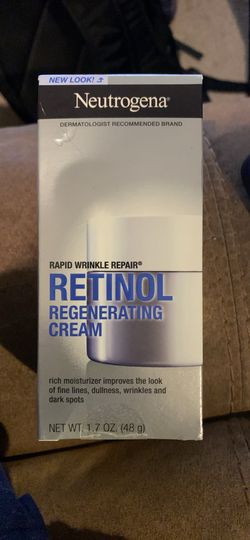 NEW LOOK!
Neutrogena®
DERMATOLOGIST RECOMMENDED BRAND
RAPID WRINKLE REPAIR®
RETINOL
REGENERATING
CREAM
rich moisturizer improves the look
of fine lines, dullness, wrinkles and
dark spots
NET WT. 1.7 OZ. (48 g)